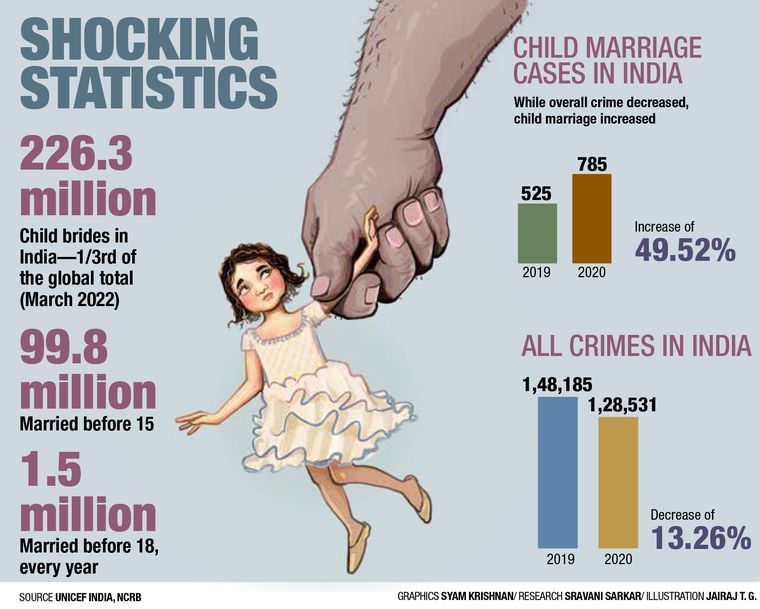 SHOCKING
STATISTICS
226.3
million
Child brides in
India—1/3rd of
the global total
(March 2022)
99.8
million
Married before 15
1.5
million
Married before 18,
every year
CHILD MARRIAGE
CASES IN INDIA
While overall crime decreased,
child marriage increased
525
785
2019
2020
Increase of
49.52%
ALL CRIMES IN INDIA
1,48,185
1,28,531
2019
2020
Decrease of
13.26%
SOURCE UNICEF INDIA, NCRB
GRAPHICS SYAM KRISHNAN/ RESEARCH SRAVANI SARKAR/ ILLUSTRATION JAIRAJ T. G.